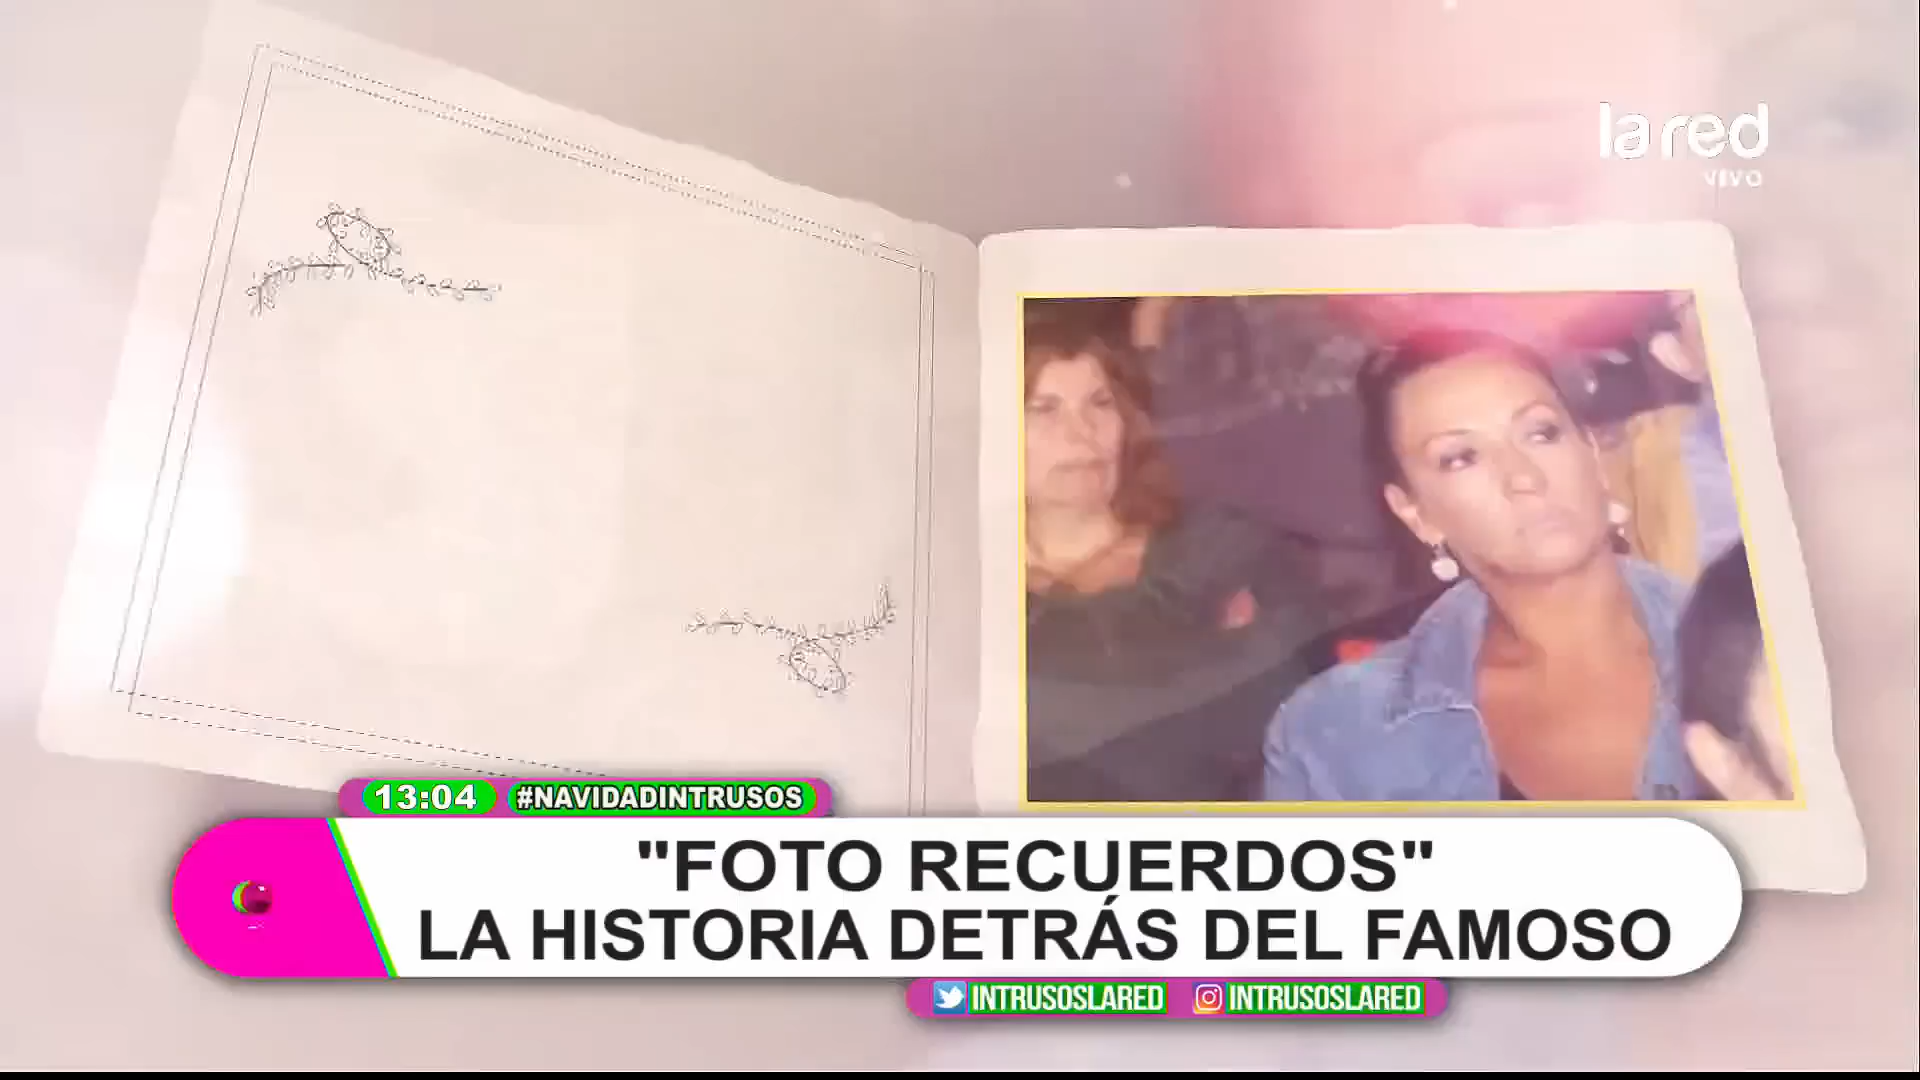 la red
VIVO
13:04 #NAVIDADINTRUSOS
"FOTO RECUERDOS"
LA HISTORIA DETRÁS DEL FAMOSO
INTRUSOSLARED INTRUSOSLARED